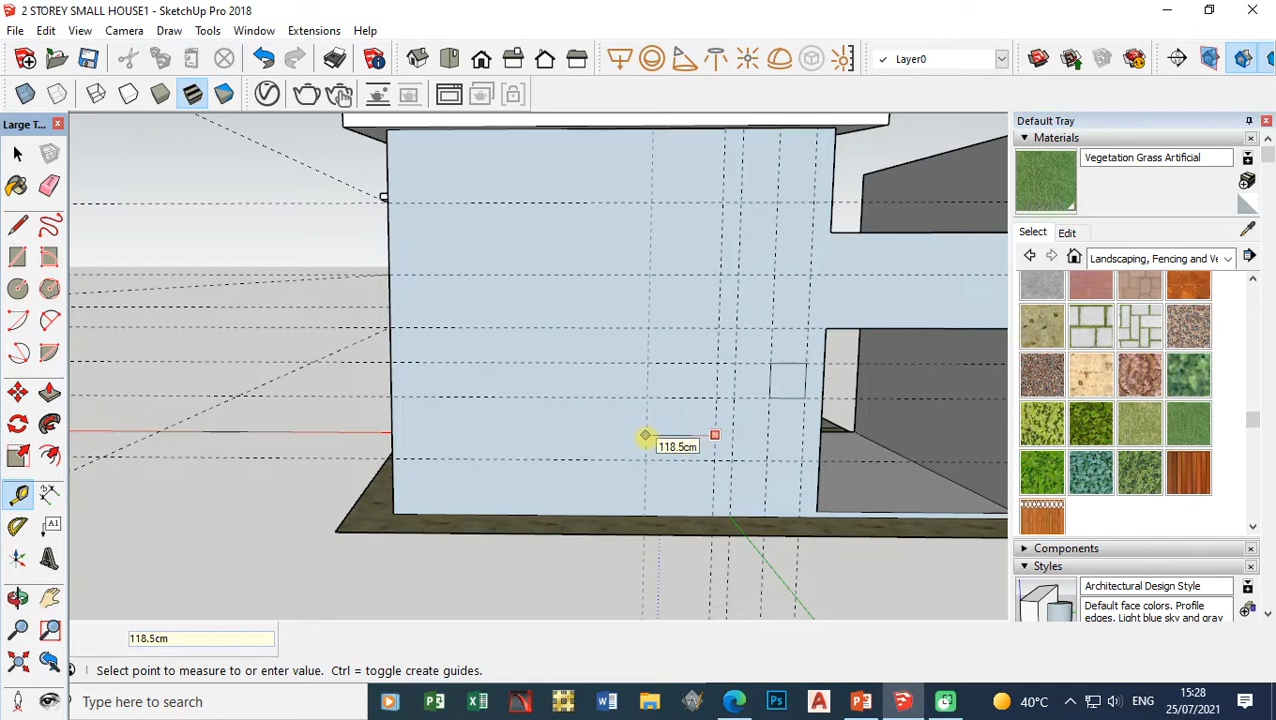 2 STOREY SMALL HOUSE1 - SketchUp Pro 2018
File Edit View Camera Draw Tools Window Extensions Help
Layer0
Large T...
Default Tray
Materials
Vegetation Grass Artificial
Select Edit
Landscaping, Fencing and Ve
118.5cm
A1
Components
Styles
Architectural Design Style
Default face colors. Profile
edges. Light blue sky and gray
118.5cm
Select point to measure to or enter value. Ctrl = toggle create guides.
Type here to search
40°C
ENG
15:28
25/07/2021